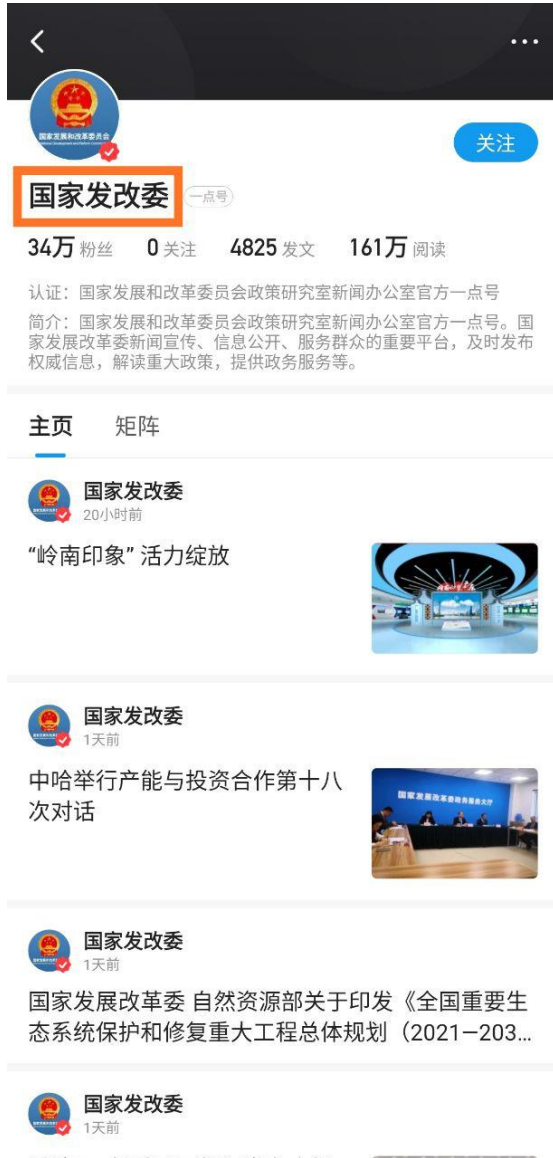 国家发展和改革委员会
关注
国家发改委 一点号
34万 粉丝 0 关注 4825 发文 161万 阅读
认证：国家发展和改革委员会政策研究室新闻办公室官方一点号
简介：国家发展和改革委员会政策研究室新闻办公室官方一点号。国
家发展改革委新闻宣传、信息公开、服务群众的重要平台，及时发布
权威信息，解读重大政策，提供政务服务等。
主页 矩阵
国家发改委
20小时前
“岭南印象” 活力绽放
国家发改委
1天前
中哈举行产能与投资合作第十八
次对话
国家发展改革委政务服务大厅
国家发改委
1天前
国家发展改革委 自然资源部关于印发《全国重要生
态系统保护和修复重大工程总体规划（2021—203...
国家发改委
1天前